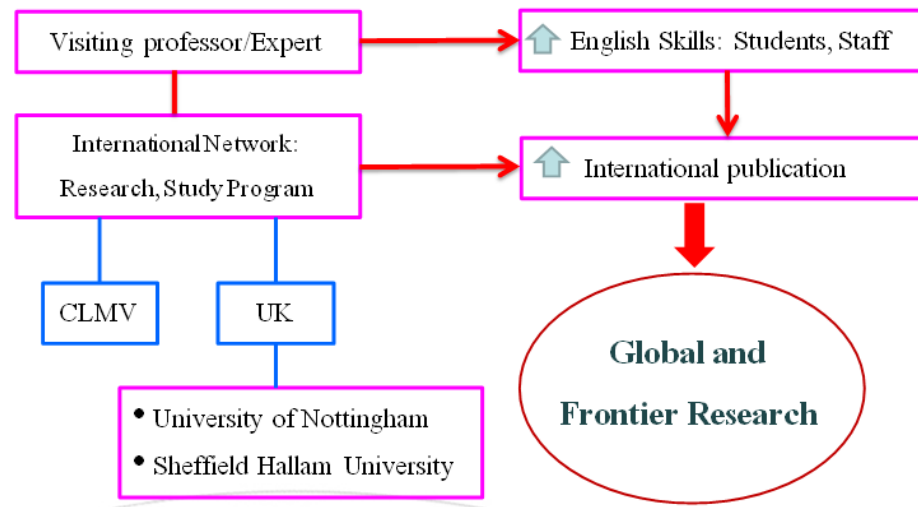 Visiting professor/Expert
English Skills: Students, Staff
International Network:
Research, Study Program
International publication
CLMV
UK
Global and
Frontier Research
• University of Nottingham
• Sheffield Hallam University